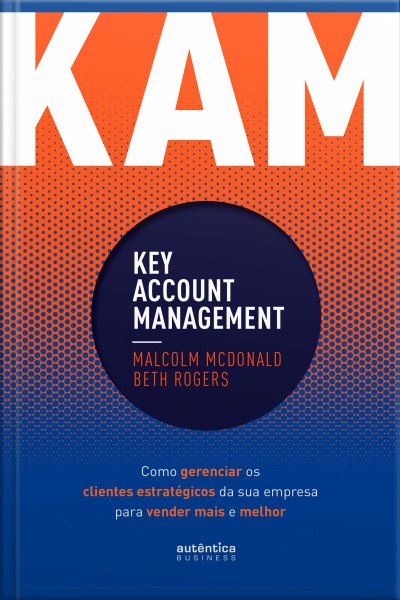 KAM
KEY
ACCOUNT
MANAGEMENT
MALCOLM MCDONALD
BETH ROGERS
Como gerenciar os
clientes estratégicos da sua empresa
para vender mais e melhor
autêntica
BUSINESS